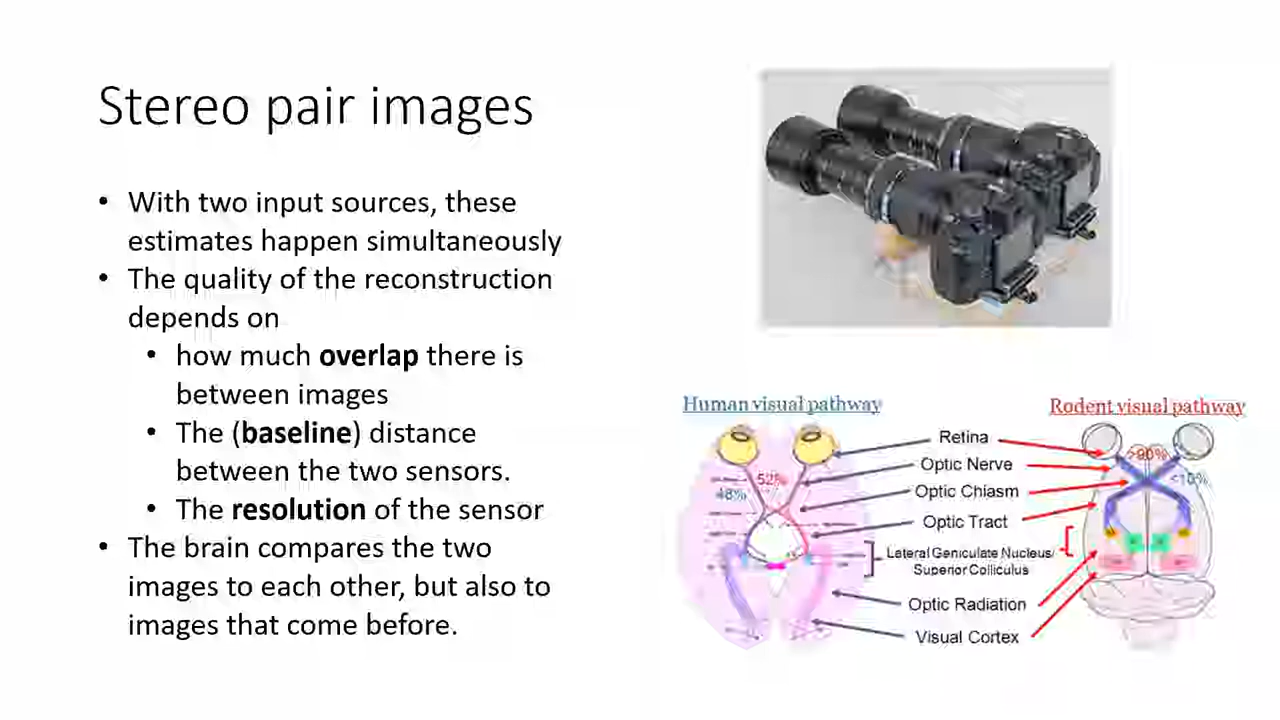 Stereo pair images
• With two input sources, these
estimates happen simultaneously
• The quality of the reconstruction
depends on
• how much overlap there is
between images
• The (baseline) distance
between the two sensors.
• The resolution of the sensor
• The brain compares the two
images to each other, but also to
images that come before.
Human visual pathway
Rodent visual pathway
Retina
Optic Nerve
Optic Chiasm
Optic Tract
Lateral Geniculate Nucleus/
Superior Colliculus
Optic Radiation
Visual Cortex
52%
48%
>90%
<10%